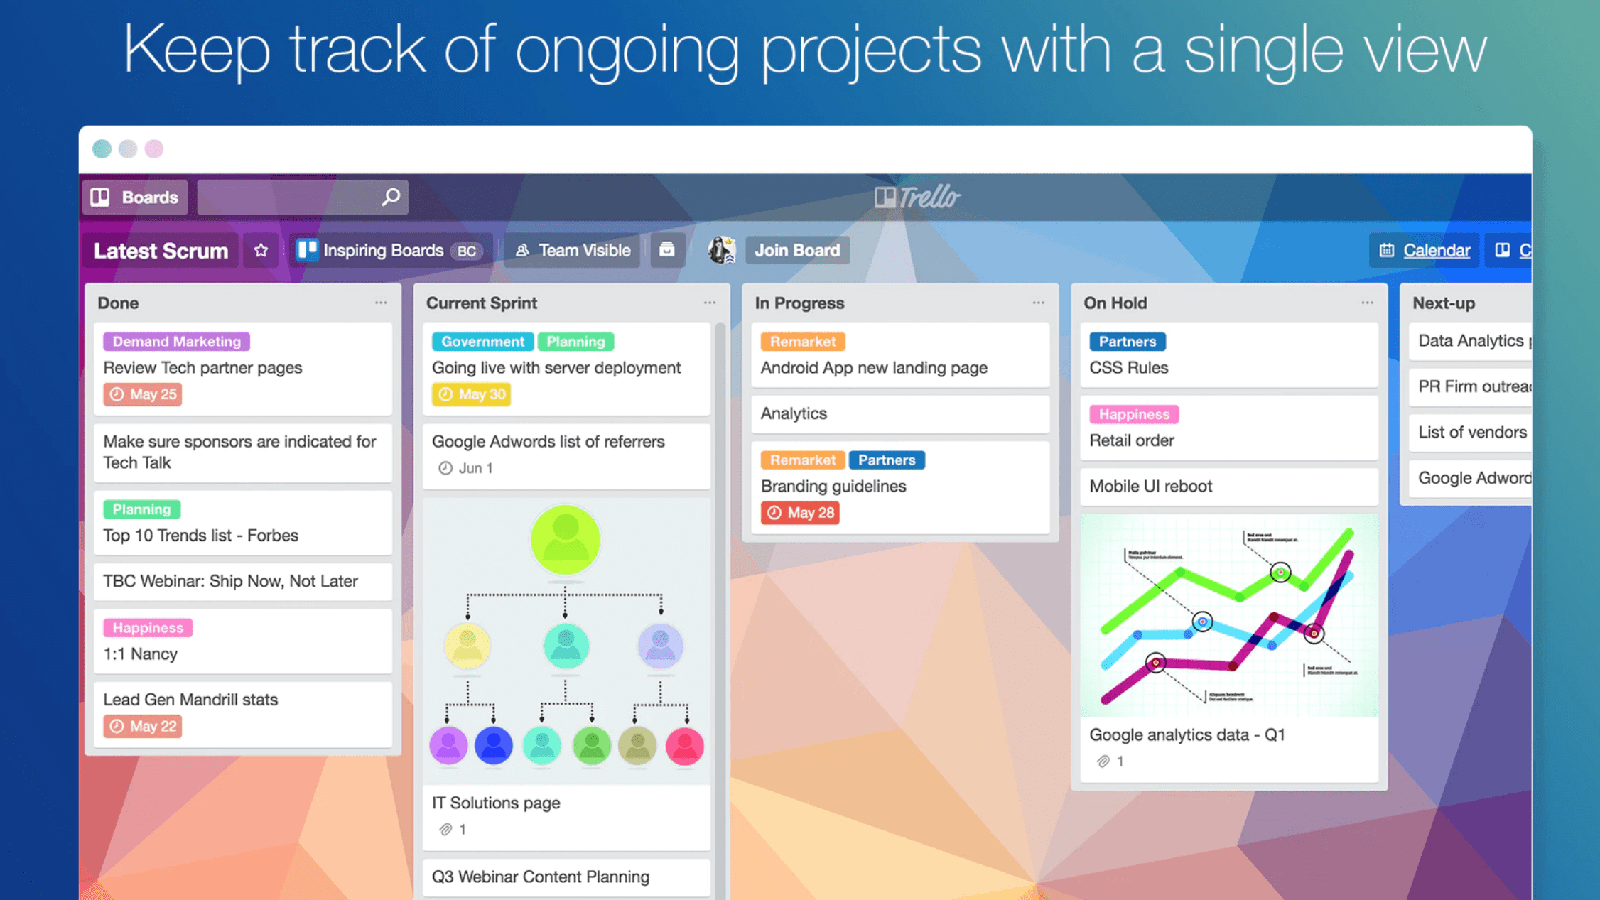 Keep track of ongoing projects with a single view
Boards
Trello
Latest Scrum
Inspiring Boards BC
Team Visible
Join Board
Calendar
Done
Demand Marketing
Review Tech partner pages
May 25
Make sure sponsors are indicated for
Tech Talk
Planning
Top 10 Trends list - Forbes
TBC Webinar: Ship Now, Not Later
Happiness
1:1 Nancy
Lead Gen Mandrill stats
May 22
Current Sprint
Government Planning
Going live with server deployment
May 30
Google Adwords list of referrers
Jun 1
IT Solutions page
1
Q3 Webinar Content Planning
In Progress
Remarket
Android App new landing page
Analytics
Remarket Partners
Branding guidelines
May 28
On Hold
Partners
CSS Rules
Happiness
Retail order
Mobile UI reboot
Google analytics data - Q1
1
Next-up
Data Analytics
PR Firm
List of vendors
Google